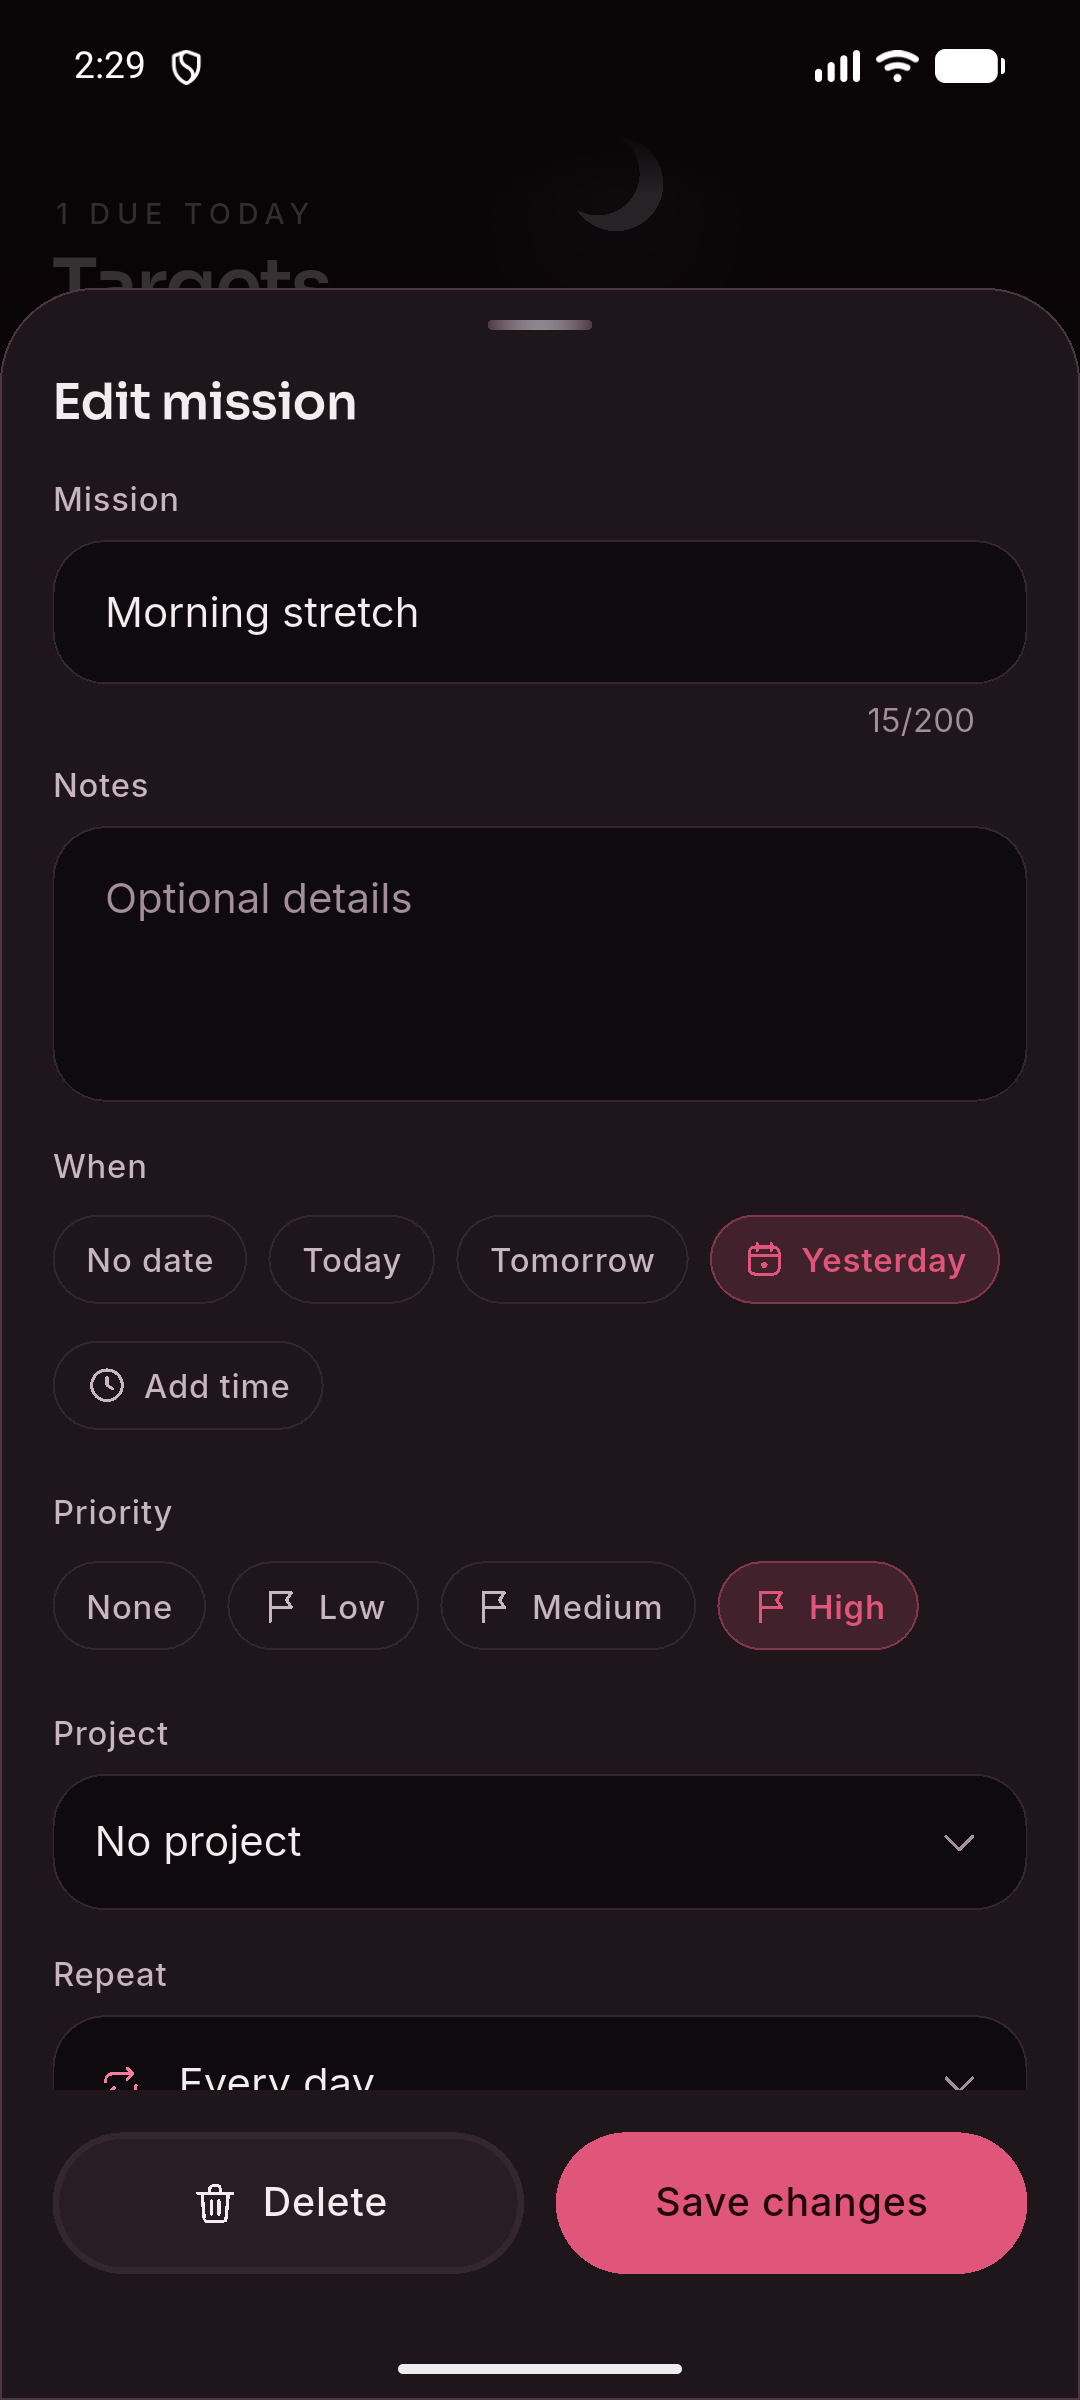 2:29
1 DUE TODAY
Targets
Edit mission
Mission
Morning stretch
15/200
Notes
Optional details
When
No date Today Tomorrow Yesterday
Add time
Priority
None Low Medium High
Project
No project
Repeat
Every day
Delete Save changes